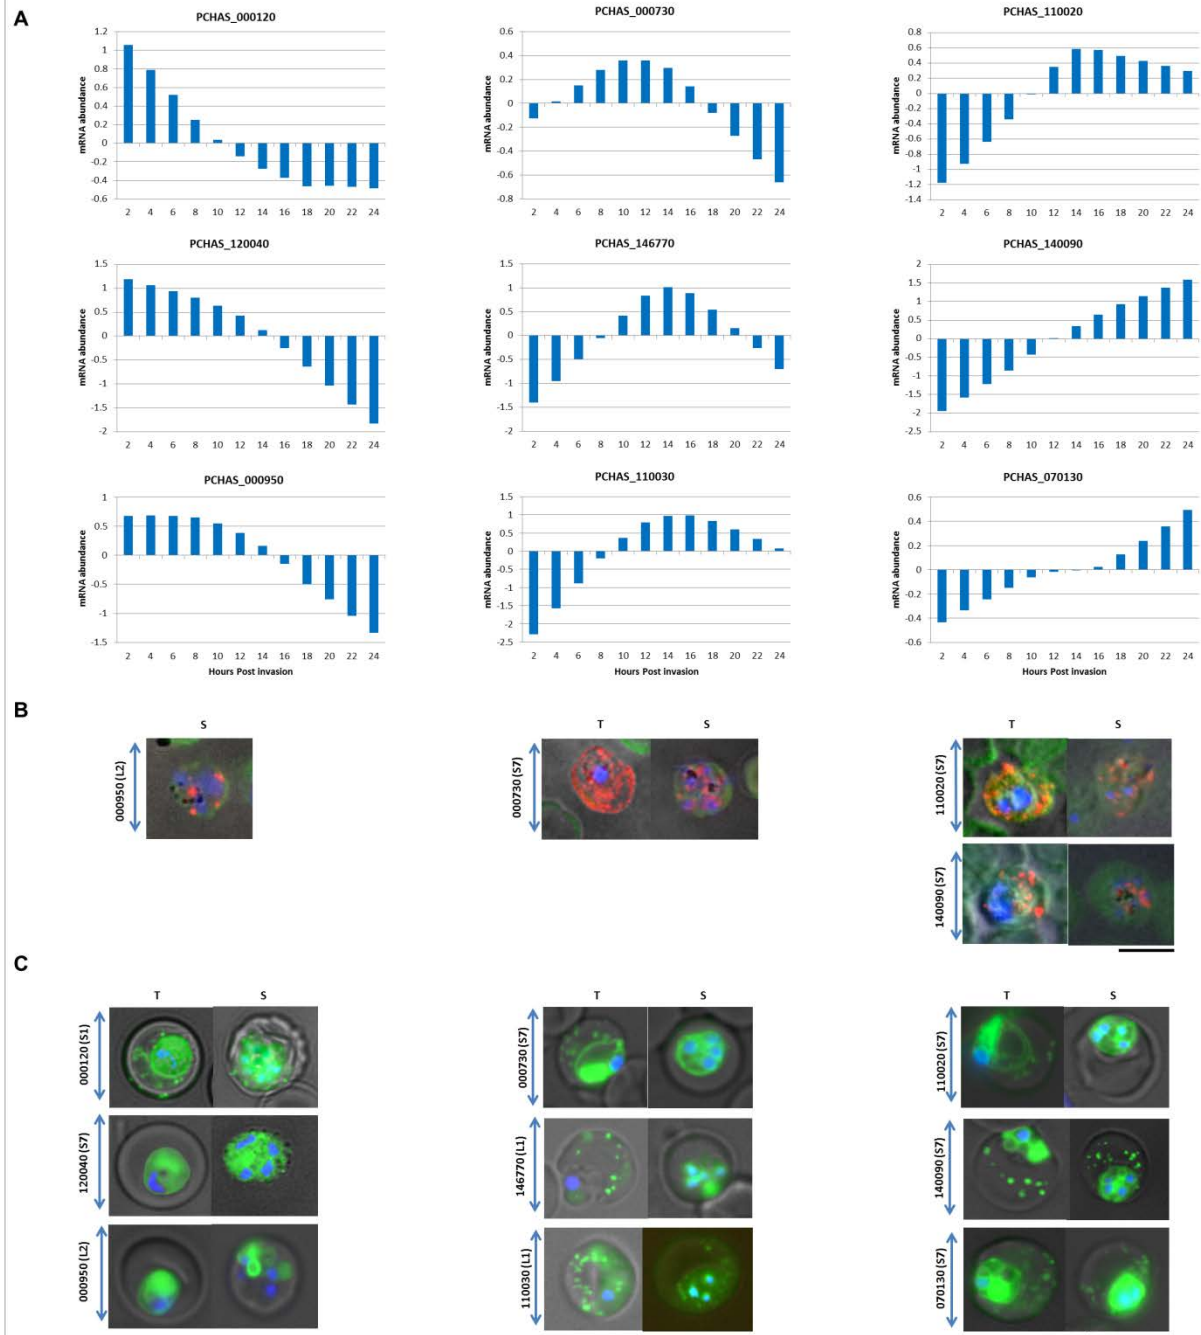 A
PCHAS_000120
mRNA abundance
1.2
1
0.8
0.6
0.4
0.2
0
-0.2
-0.4
-0.6
2 4 6 8 10 12 14 16 18 20 22 24
PCHAS_000730
mRNA abundance
0.6
0.4
0.2
0
-0.2
-0.4
-0.6
-0.8
2 4 6 8 10 12 14 16 18 20 22 24
PCHAS_110020
mRNA abundance
0.8
0.6
0.4
0.2
0
-0.2
-0.4
-0.6
-0.8
-1
-1.2
-1.4
2 4 6 8 10 12 14 16 18 20 22 24
PCHAS_120040
mRNA abundance
1.5
1
0.5
0
-0.5
-1
-1.5
-2
2 4 6 8 10 12 14 16 18 20 22 24
PCHAS_146770
mRNA abundance
1.5
1
0.5
0
-0.5
-1
-1.5
-2
2 4 6 8 10 12 14 16 18 20 22 24
PCHAS_140090
mRNA abundance
2
1.5
1
0.5
0
-0.5
-1
-1.5
-2
-2.5
2 4 6 8 10 12 14 16 18 20 22 24
PCHAS_000950
mRNA abundance
1
0.5
0
-0.5
-1
-1.5
2 4 6 8 10 12 14 16 18 20 22 24
Hours Post invasion
PCHAS_110030
mRNA abundance
1.5
1
0.5
0
-0.5
-1
-1.5
-2
-2.5
2 4 6 8 10 12 14 16 18 20 22 24
Hours Post invasion
PCHAS_070130
mRNA abundance
0.6
0.4
0.2
0
-0.2
-0.4
-0.6
2 4 6 8 10 12 14 16 18 20 22 24
Hours Post invasion
B
S
000950 (L2)
T S
000730 (S7)
T S
110020 (S7)
140090 (S7)
C
T S
000120 (S1)
120040 (S7)
000950 (L2)
T S
000730 (S7)
146770 (L1)
110030 (L1)
T S
110020 (S7)
140090 (S7)
070130 (S7)